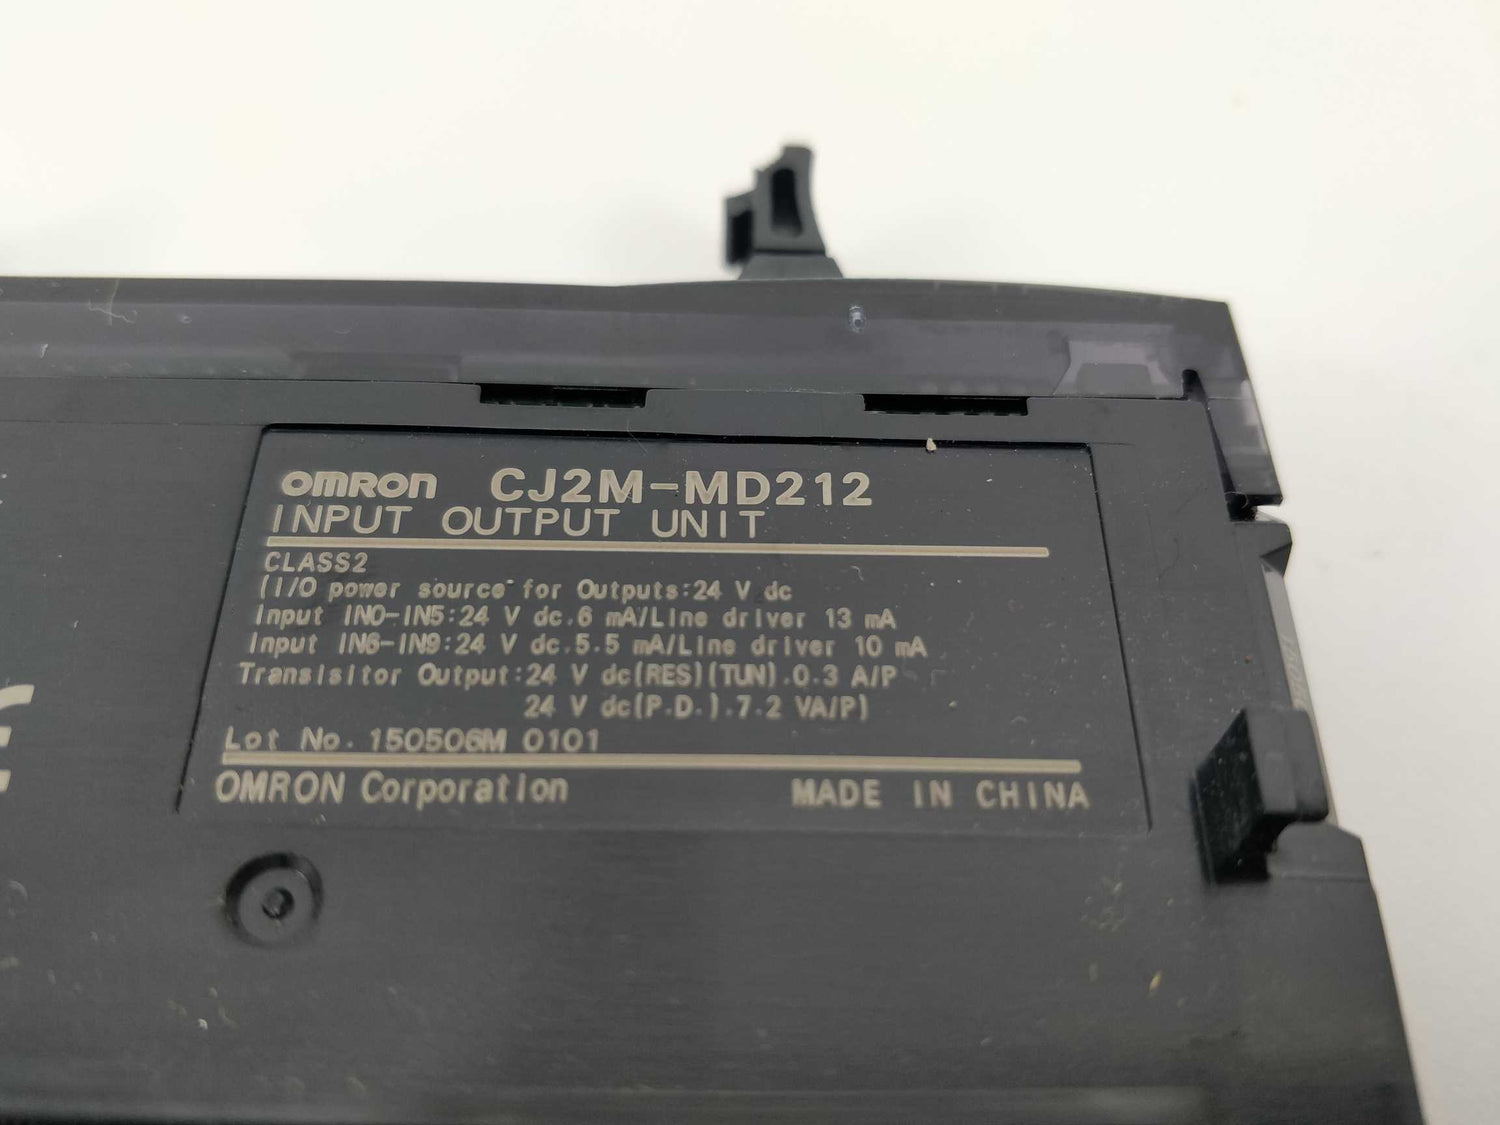 OMRON CJ2M-MD212
INPUT OUTPUT UNIT
CLASS2
(I/O power source for Outputs:24 V dc
Input IN0-IN5:24 V dc.6 mA/Line driver 13 mA
Input IN6-IN9:24 V dc.5.5 mA/Line driver 10 mA
Transisitor Output:24 V dc(RES)(TUN).0.3 A/P
24 V dc(P.D.).7.2 VA/P)
Lot No. 150506M 0101
OMRON Corporation MADE IN CHINA